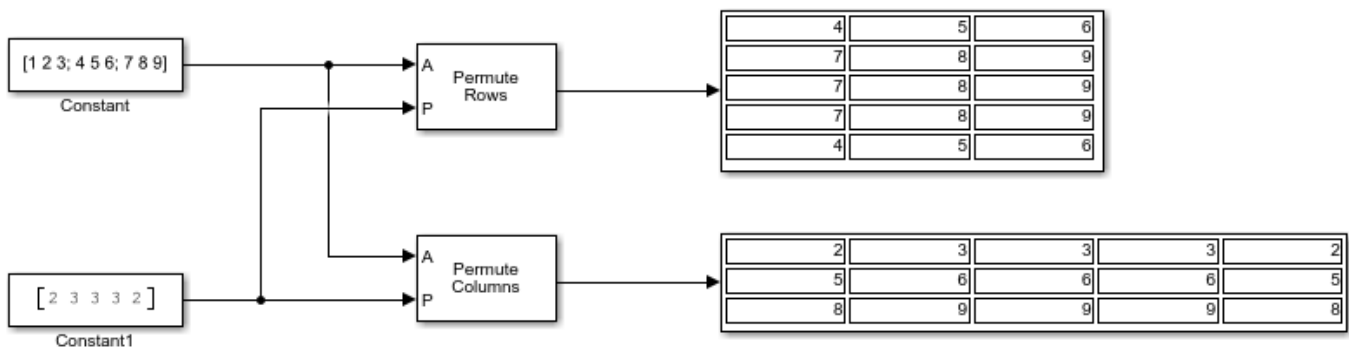 [1 2 3; 4 5 6; 7 8 9]
Constant
A
P
Permute
Rows
4 5 6
7 8 9
7 8 9
7 8 9
4 5 6
[2 3 3 3 2]
Constant1
A
P
Permute
Columns
2 3 3 3 2
5 6 6 6 5
8 9 9 9 8